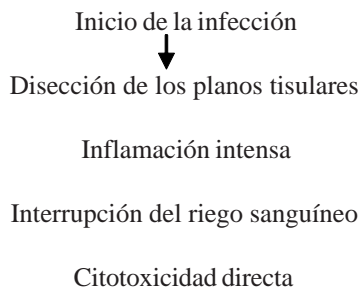 Inicio de la infección
Disección de los planos tisulares
Inflamación intensa
Interrupción del riego sanguíneo
Citotoxicidad directa